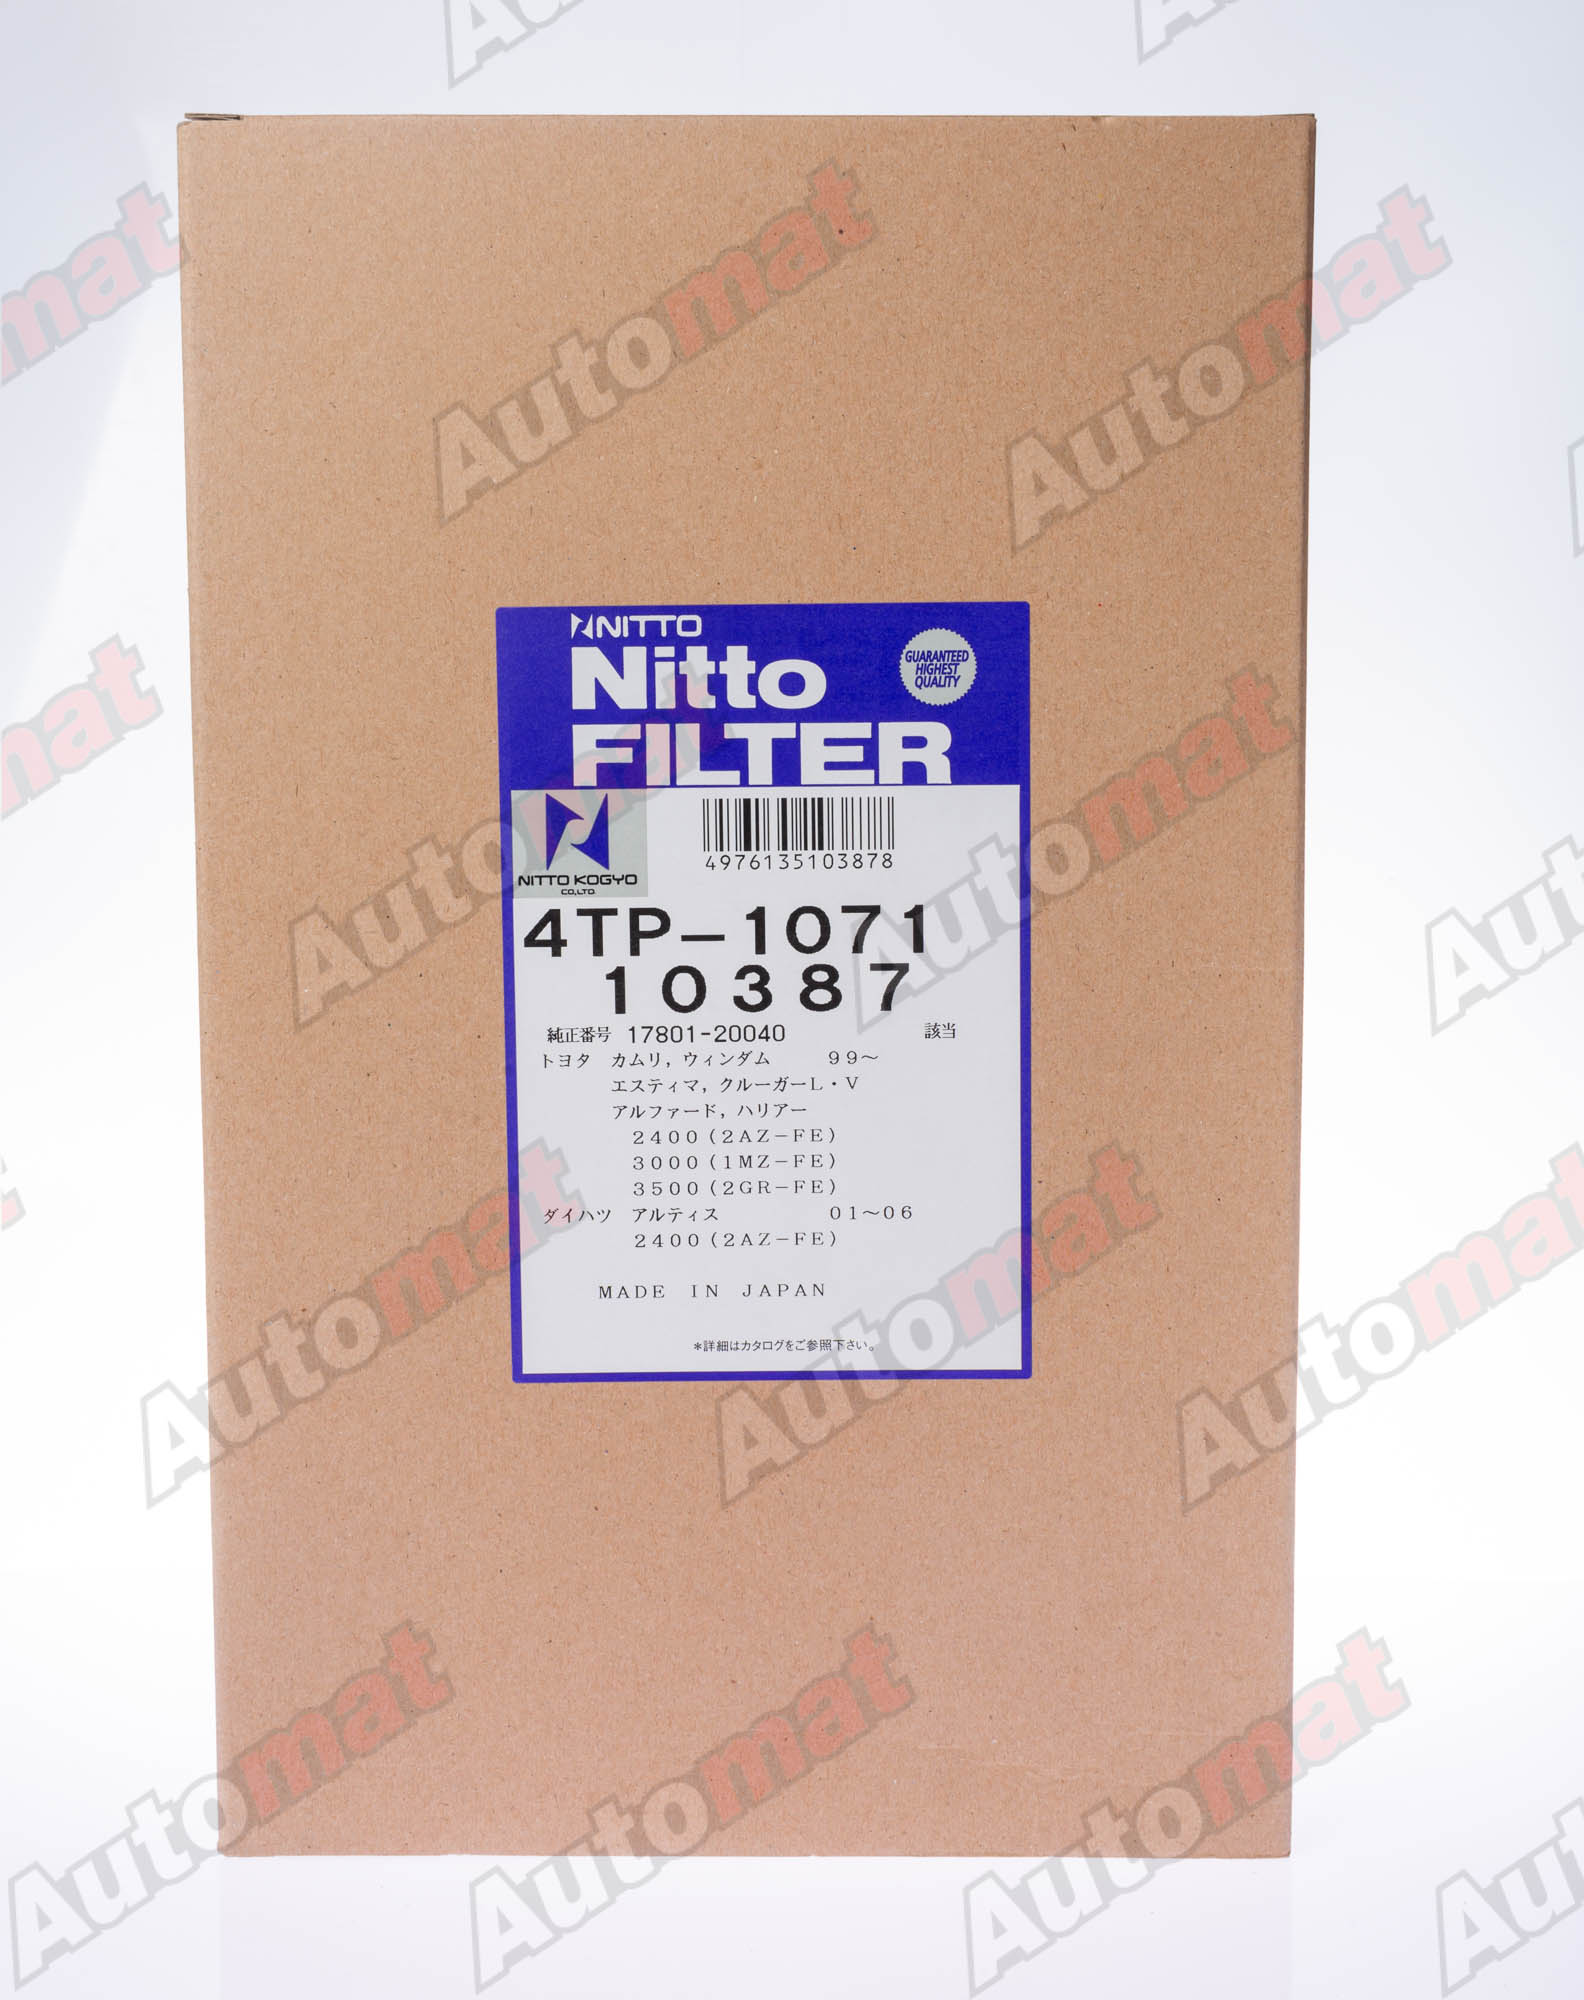 NITTO
Nitto
FILTER
GUARANTEED
HIGHEST
QUALITY
NITTO KOGYO
CO.,LTD.
4976135103878
4TP-1071
10387
純正番号 17801-20040 該当
トヨタ カムリ, ウィンダム 99～
エスティマ, クルーガーL・V
アルファード, ハリアー
2400(2AZ-FE)
3000(1MZ-FE)
3500(2GR-FE)
ダイハツ アルティス 01～06
2400(2AZ-FE)
MADE IN JAPAN
*詳細はカタログをご参照下さい。
Automat
Automat
Automat
Automat
Automat
Automat
Automat
Automat
Automat
Automat